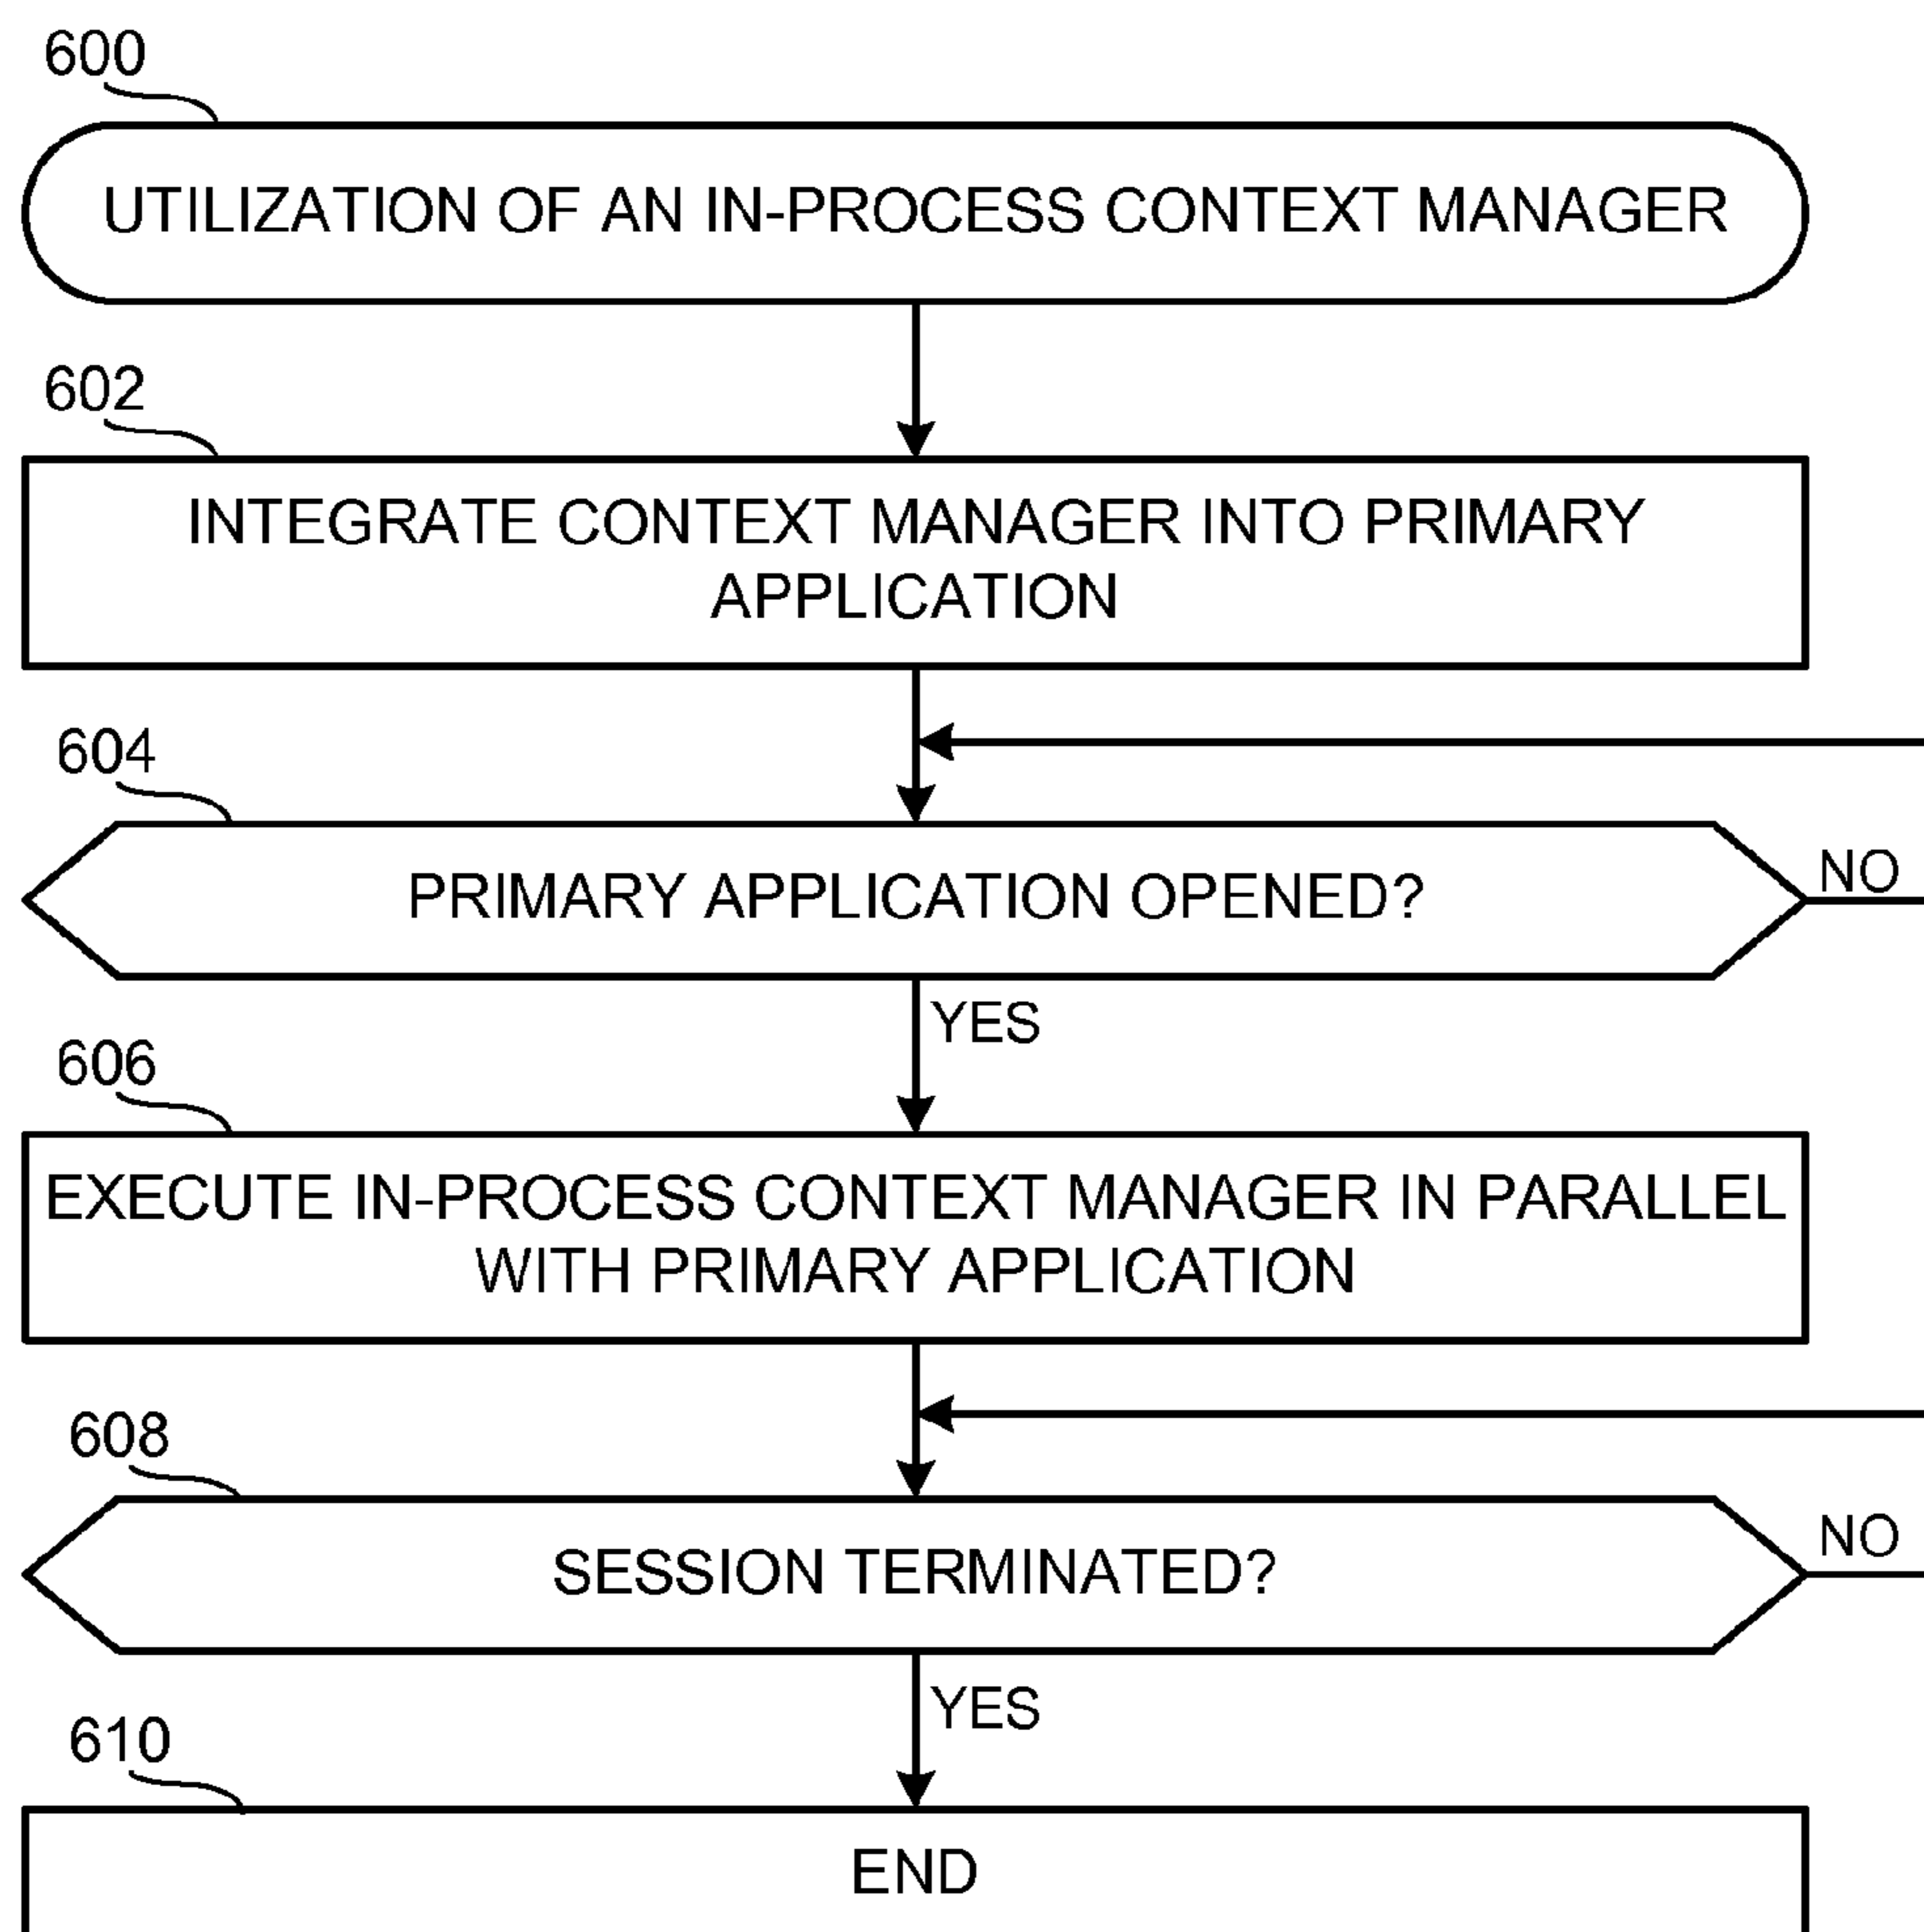 600
UTILIZATION OF AN IN-PROCESS CONTEXT MANAGER
602
INTEGRATE CONTEXT MANAGER INTO PRIMARY
APPLICATION
604
PRIMARY APPLICATION OPENED?
NO
YES
606
EXECUTE IN-PROCESS CONTEXT MANAGER IN PARALLEL
WITH PRIMARY APPLICATION
608
SESSION TERMINATED?
NO
YES
610
END